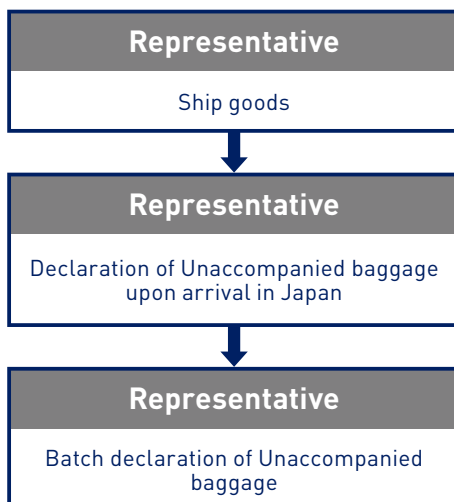 Representative
Ship goods
Representative
Declaration of Unaccompanied baggage
upon arrival in Japan
Representative
Batch declaration of Unaccompanied
baggage